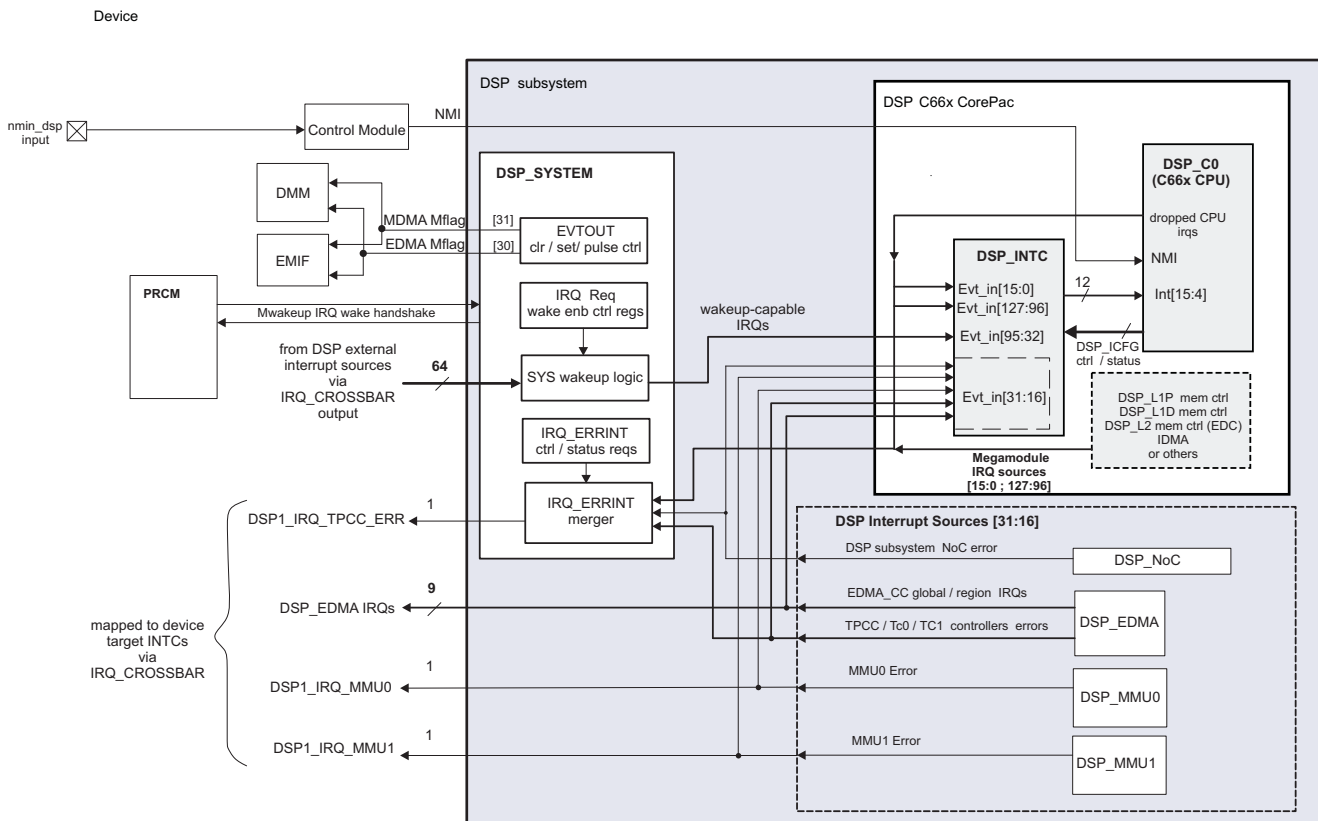 Device
DSP subsystem
DSP C66x CorePac
nmin_dsp
input
Control Module
NMI
DSP_SYSTEM
DSP_C0
(C66x CPU)
dropped CPU
irqs
NMI
Int[15:4]
DMM
EMIF
MDMA Mflag
[31]
EDMA Mflag
[30]
EVTOUT
clr / set/ pulse ctrl
DSP_INTC
12
Evt_in[15:0]
Evt_in[127:96]
Evt_in[95:32]
Evt_in[31:16]
DSP_ICFG
ctrl / status
PRCM
Mwakeup IRQ wake handshake
IRQ Req
wake enb ctrl regs
wakeup-capable
IRQs
from DSP external
interrupt sources
via
IRQ_CROSSBAR
output
64
SYS wakeup logic
DSP_L1P mem ctrl
DSP_L1D mem ctrl
DSP_L2 mem ctrl (EDC)
IDMA
or others
IRQ_ERRINT
ctrl / status reqs
Megamodule
IRQ sources
[15:0 ; 127:96]
IRQ_ERRINT
merger
DSP1_IRQ_TPCC_ERR
1
DSP Interrupt Sources [31:16]
DSP subsystem NoC error
DSP_NoC
DSP_EDMA IRQs
9
EDMA_CC global / region IRQs
TPCC / Tc0 / TC1 controllers errors
DSP_EDMA
mapped to device
target INTCs
via
IRQ_CROSSBAR
DSP1_IRQ_MMU0
1
MMU0 Error
DSP_MMU0
DSP1_IRQ_MMU1
1
MMU1 Error
DSP_MMU1